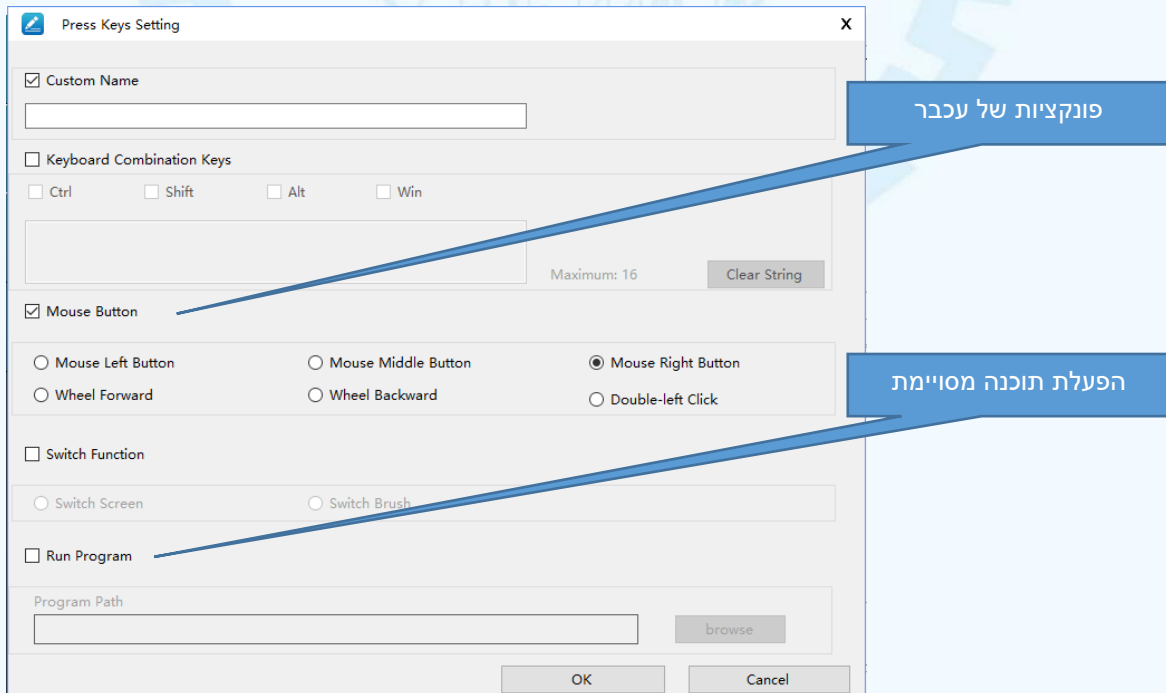 Press Keys Setting
X
Custom Name
פונקציות של עכבר
Keyboard Combination Keys
Ctrl Shift Alt Win
Maximum: 16 Clear String
Mouse Button
Mouse Left Button Mouse Middle Button Mouse Right Button
הפעלת תוכנה מסויימת
Wheel Forward Wheel Backward Double-left Click
Switch Function
Switch Screen Switch Brush
Run Program
Program Path
browse
OK Cancel